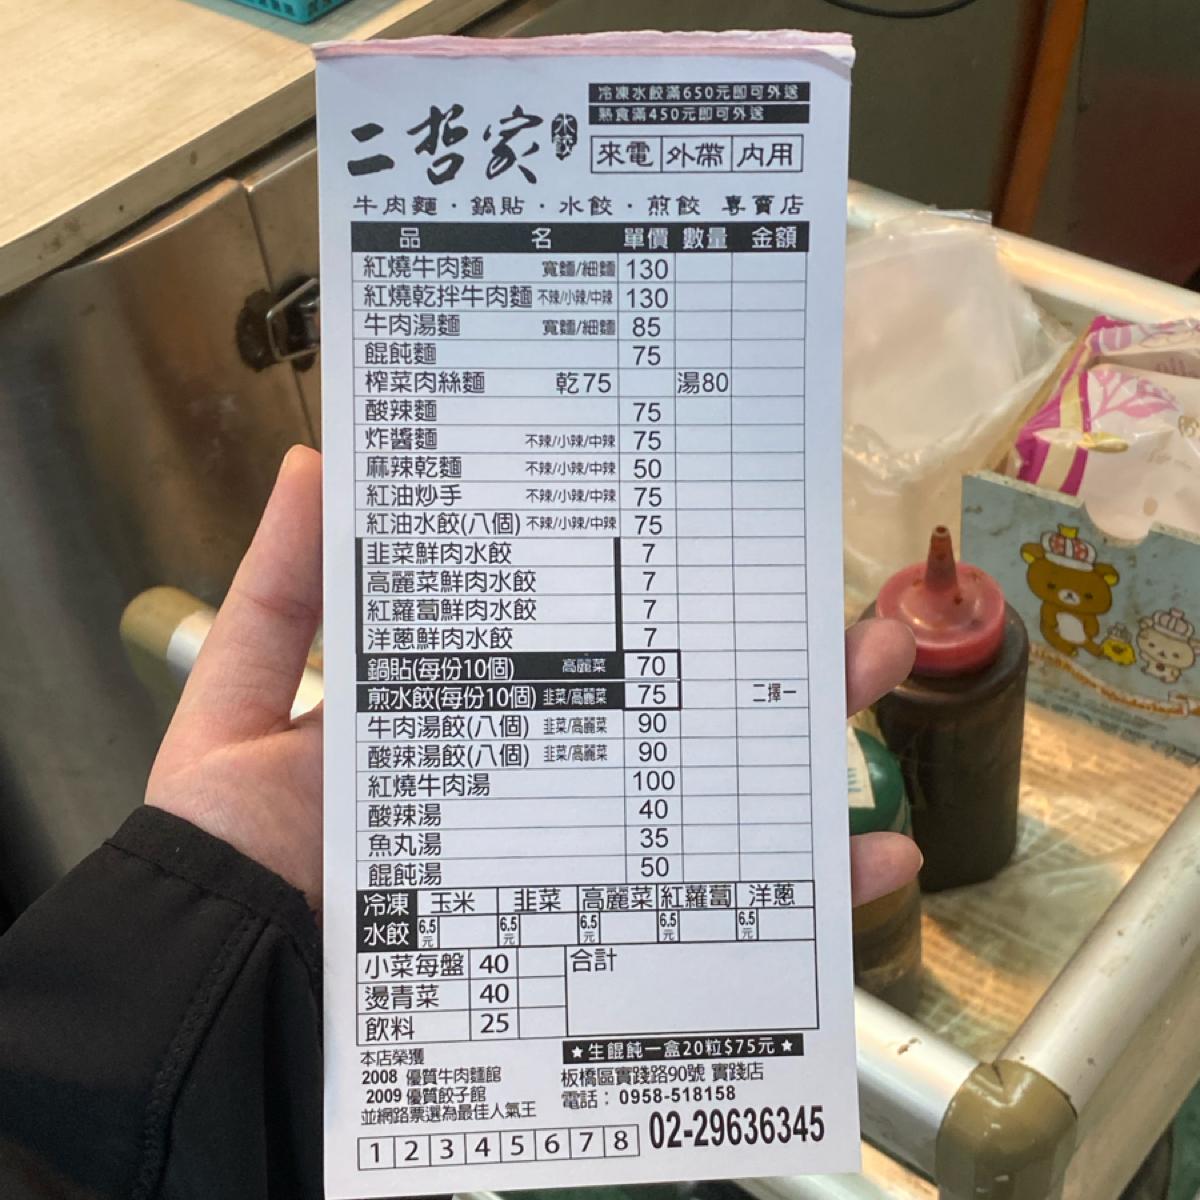 冷凍水餃滿650元即可外送
熱食滿450元即可外送
二哲家 水餃
來電 外帶 內用
牛肉麵・鍋貼・水餃・煎餃 專賣店
品名 單價 數量 金額
紅燒牛肉麵 寬麵/細麵 130
紅燒乾拌牛肉麵 不辣/小辣/中辣 130
牛肉湯麵 寬麵/細麵 85
餛飩麵 75
榨菜肉絲麵 乾75 湯80
酸辣麵 75
炸醬麵 不辣/小辣/中辣 75
麻辣乾麵 不辣/小辣/中辣 50
紅油炒手 不辣/小辣/中辣 75
紅油水餃(八個) 不辣/小辣/中辣 75
韭菜鮮肉水餃 7
高麗菜鮮肉水餃 7
紅蘿蔔鮮肉水餃 7
洋蔥鮮肉水餃 7
鍋貼(每份10個) 高麗菜 70
煎水餃(每份10個) 韭菜/高麗菜 75 二擇一
牛肉湯餃(八個) 韭菜/高麗菜 90
酸辣湯餃(八個) 韭菜/高麗菜 90
紅燒牛肉湯 100
酸辣湯 40
魚丸湯 35
餛飩湯 50
冷凍水餃 玉米 韭菜 高麗菜 紅蘿蔔 洋蔥
6.5元 6.5元 6.5元 6.5元 6.5元
小菜每盤 40 合計
燙青菜 40
飲料 25
★生餛飩一盒20粒$75元★
本店榮獲
2008 優質牛肉麵館
2009 優質餃子館
並網路票選為最佳人氣王
板橋區實踐路90號 實踐店
電話：0958-518158
02-29636345
1 2 3 4 5 6 7 8